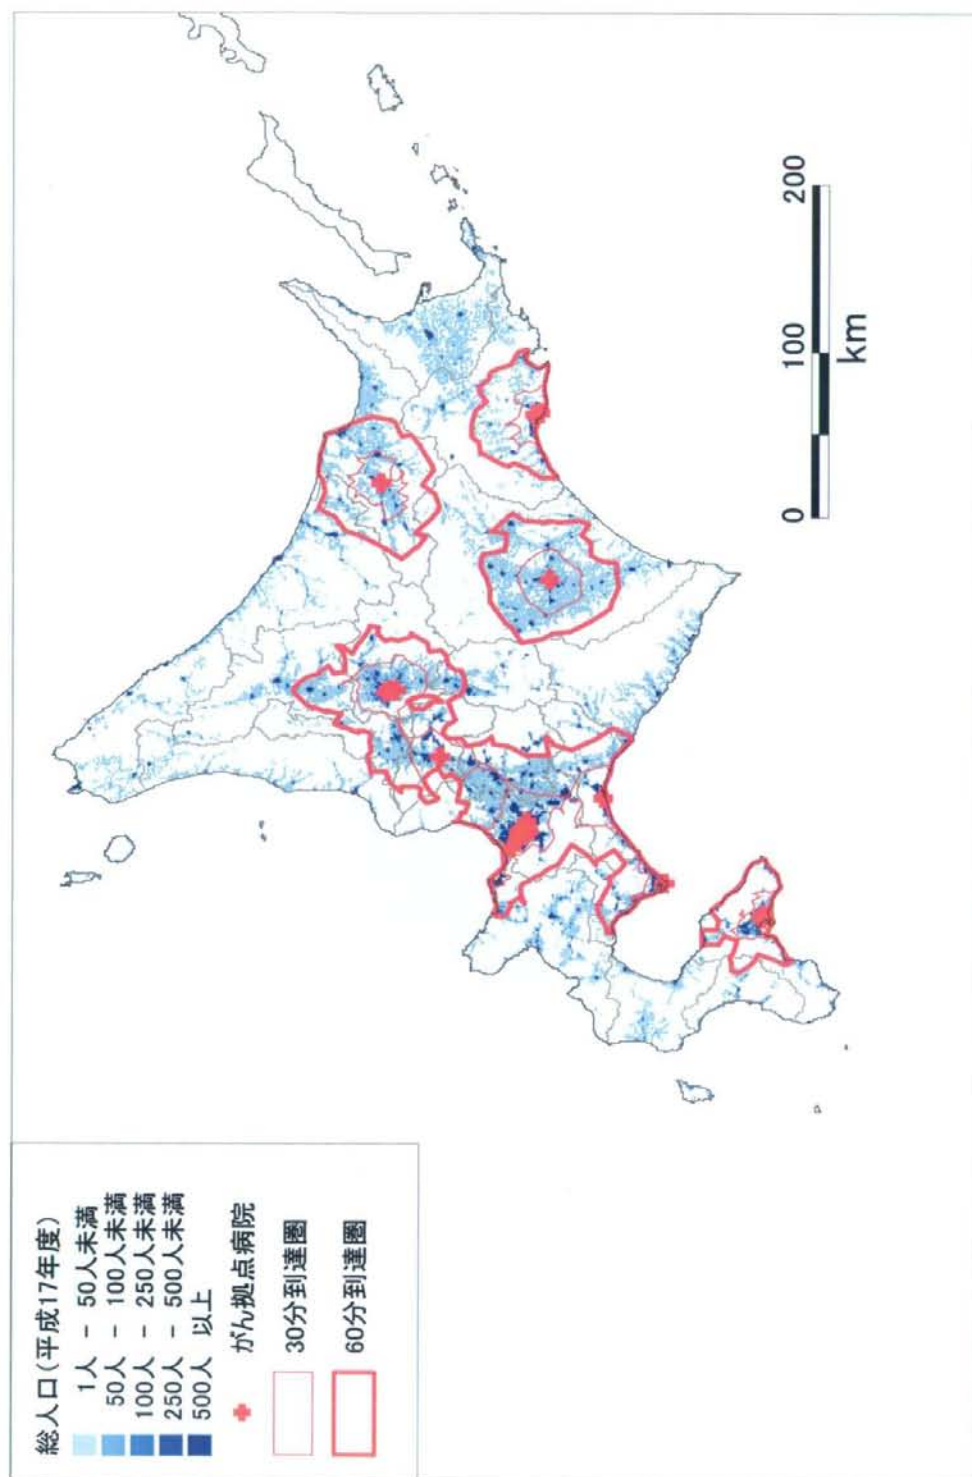 総人口(平成17年度)
1人 - 50人未満
50人 - 100人未満
100人 - 250人未満
250人 - 500人未満
500人 以上
がん拠点病院
30分到達圏
60分到達圏
0 100 200
km